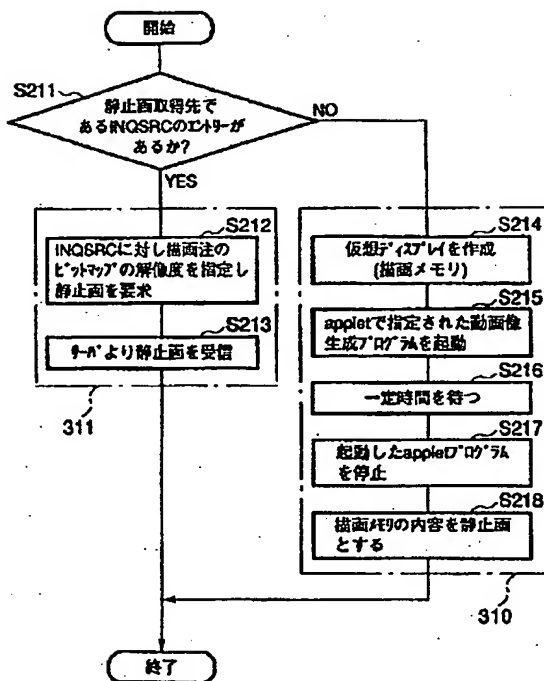 開始
S211
静止画取得先で
あるINQSRCのエントリーが
あるか?
NO
YES
S212
INQSRCに対し描画注の
ビットマップの解像度を指定し
静止画を要求
S213
サーバより静止画を受信
311
S214
仮想ディスプレイを作成
(描画メモリ)
S215
appletで指定された動画像
生成プログラムを起動
S216
一定時間を待つ
S217
起動したappletプログラム
を停止
S218
描画メモリの内容を静止画
とする
310
終了